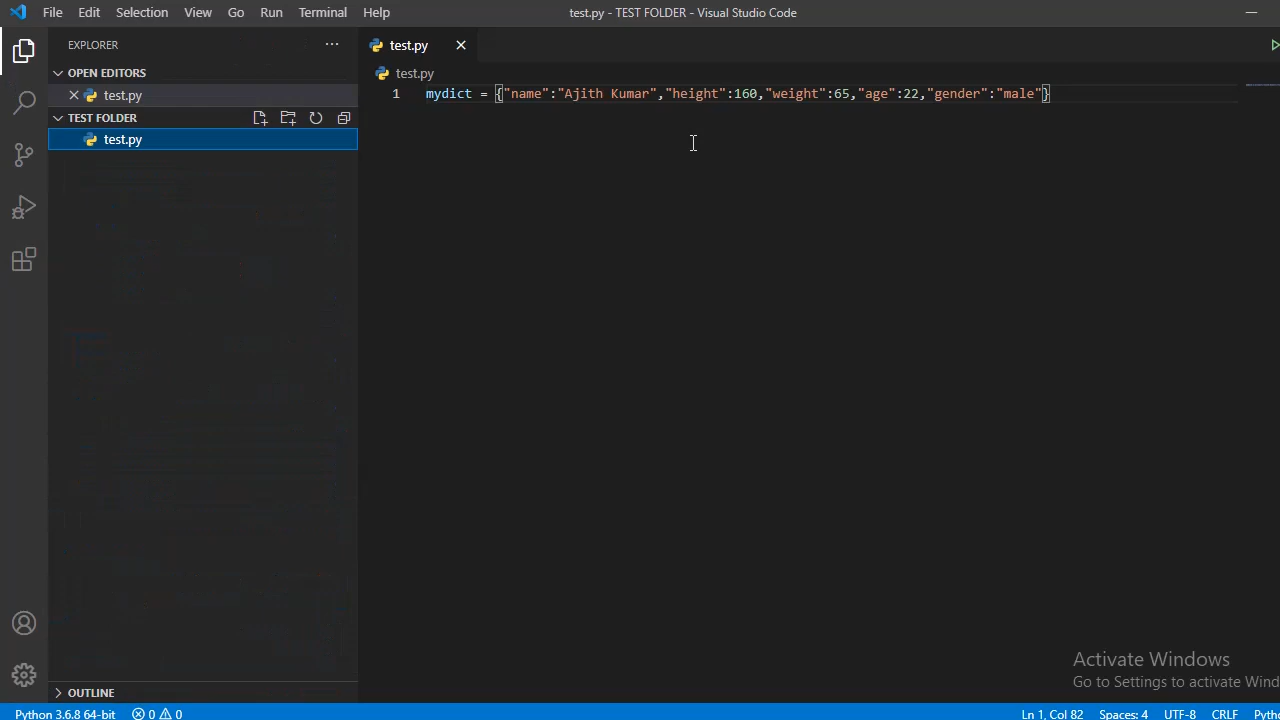 File Edit Selection View Go Run Terminal Help
test.py - TEST FOLDER - Visual Studio Code
EXPLORER
OPEN EDITORS
test.py
TEST FOLDER
test.py
OUTLINE
test.py
test.py
1 mydict = {"name":"Ajith Kumar","height":160,"weight":65,"age":22,"gender":"male"}
Activate Windows
Go to Settings to activate Wind
Python 3.6.8 64-bit 0 0 Ln 1, Col 82 Spaces: 4 UTF-8 CRLF Pytho